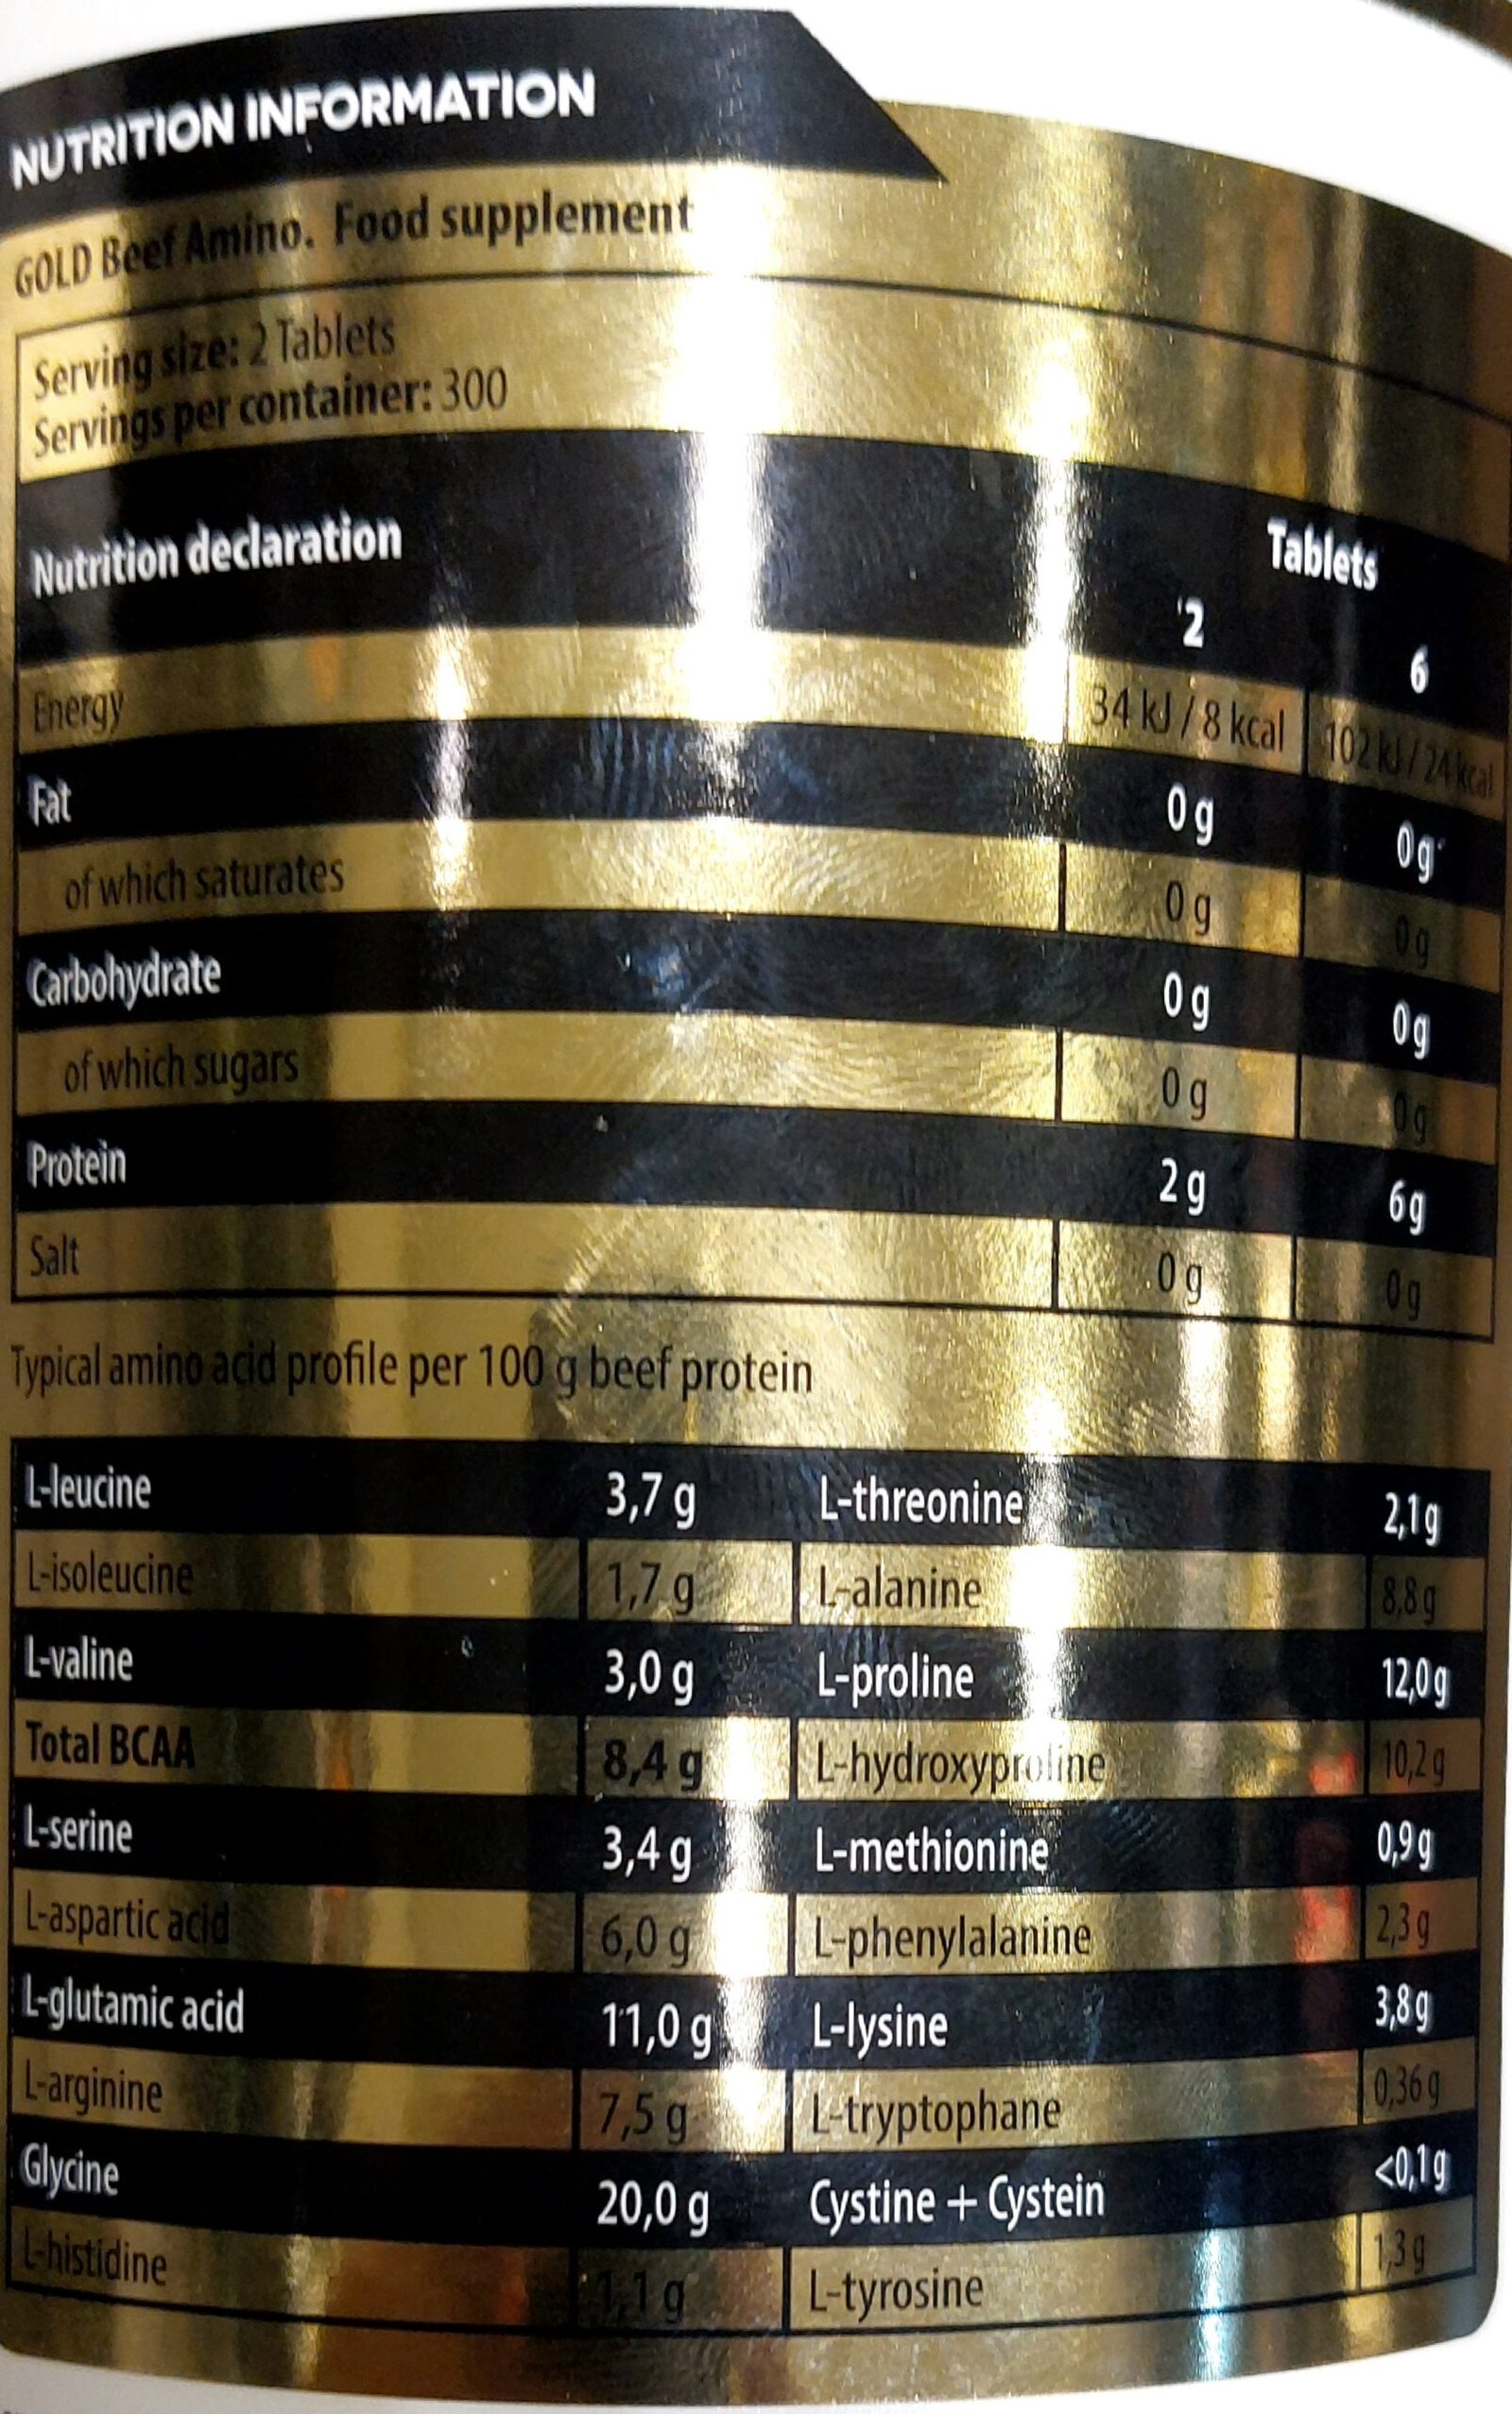 NUTRITION INFORMATION
GOLD Beef Amino. Food supplement
Serving size: 2 Tablets
Servings per container: 300
Nutrition declaration Tablets
2 6
Energy 34 kJ / 8 kcal 102 kJ / 24 kcal
Fat 0 g 0 g
of which saturates 0 g 0 g
Carbohydrate 0 g 0 g
of which sugars 0 g 0 g
Protein 2 g 6 g
Salt 0 g 0 g
Typical amino acid profile per 100 g beef protein
L-leucine 3,7 g L-threonine 2,1 g
L-isoleucine 1,7 g L-alanine 8,8 g
L-valine 3,0 g L-proline 12,0 g
Total BCAA 8,4 g L-hydroxyproline 10,2 g
L-serine 3,4 g L-methionine 0,9 g
L-aspartic acid 6,0 g L-phenylalanine 2,3 g
L-glutamic acid 11,0 g L-lysine 3,8 g
L-arginine 7,5 g L-tryptophane 0,36 g
Glycine 20,0 g Cystine + Cystein <0,1 g
L-histidine 1,1 g L-tyrosine 1,3 g